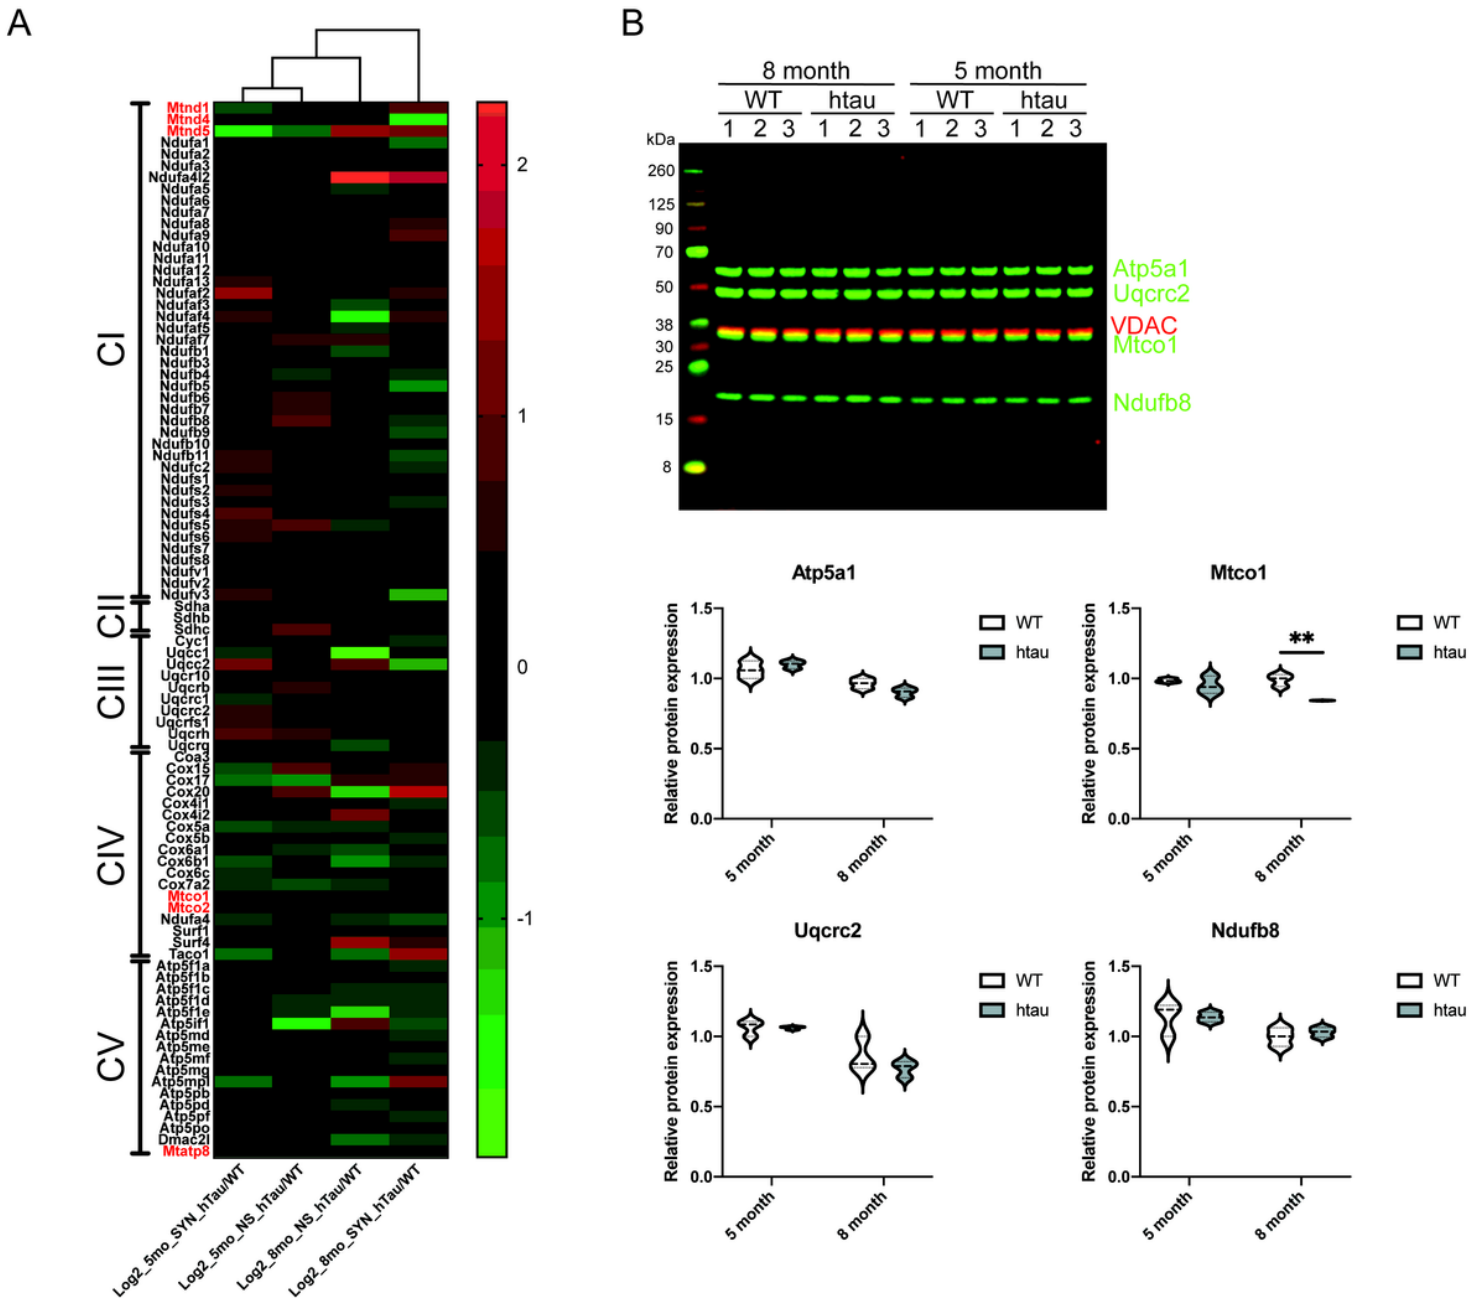 A
Mtnd1
Mtnd4
Mtnd5
Ndufa1
Ndufa2
Ndufa3
Ndufa4l2
Ndufa5
Ndufa6
Ndufa7
Ndufa8
Ndufa9
Ndufa10
Ndufa11
Ndufa12
Ndufa13
Ndufaf2
Ndufaf3
Ndufaf4
Ndufaf5
Ndufaf7
Ndufb1
Ndufb3
Ndufb4
Ndufb5
Ndufb6
Ndufb7
Ndufb8
Ndufb9
Ndufb10
Ndufb11
Ndufc2
Ndufs1
Ndufs2
Ndufs3
Ndufs4
Ndufs5
Ndufs6
Ndufs7
Ndufs8
Ndufv1
Ndufv2
Ndufv3
Sdha
Sdhb
Sdhc
Cyc1
Uqcc1
Uqcc2
Uqcr10
Uqcrb
Uqcrc1
Uqcrc2
Uqcrfs1
Uqcrh
Uqcrq
Coa3
Cox15
Cox17
Cox20
Cox4i1
Cox4i2
Cox5a
Cox5b
Cox6a1
Cox6b1
Cox6c
Cox7a2
Mtco1
Mtco2
Ndufa4
Surf1
Surf4
Taco1
Atp5f1a
Atp5f1b
Atp5f1c
Atp5f1d
Atp5f1e
Atp5if1
Atp5md
Atp5me
Atp5mf
Atp5mg
Atp5mpl
Atp5pb
Atp5pd
Atp5pf
Atp5po
Dmac2l
Mtatp8
CI
CII
CIII
CIV
CV
2
1
0
-1
Log2_5mo_SYN_hTau/WT
Log2_5mo_NS_hTau/WT
Log2_8mo_NS_hTau/WT
Log2_8mo_SYN_hTau/WT
B
8 month 5 month
WT htau WT htau
1 2 3 1 2 3 1 2 3 1 2 3
kDa
260
125
90
70
50
38
30
25
15
8
Atp5a1
Uqcrc2
VDAC
Mtco1
Ndufb8
Atp5a1
Relative protein expression
1.5
1.0
0.5
0.0
5 month
8 month
WT
htau
Mtco1
Relative protein expression
1.5
1.0
0.5
0.0
**
5 month
8 month
WT
htau
Uqcrc2
Relative protein expression
1.5
1.0
0.5
0.0
5 month
8 month
WT
htau
Ndufb8
Relative protein expression
1.5
1.0
0.5
0.0
5 month
8 month
WT
htau